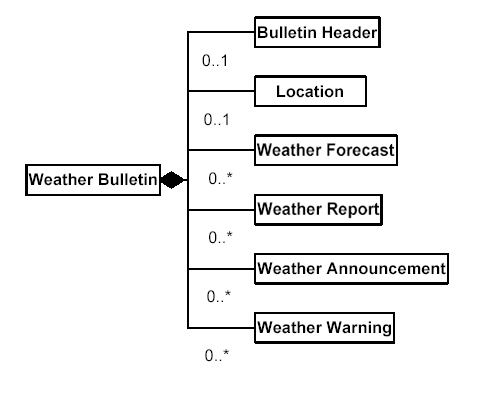 Bulletin Header
0..1
Location
0..1
Weather Forecast
Weather Bulletin
0..*
Weather Report
0..*
Weather Announcement
0..*
Weather Warning
0..*